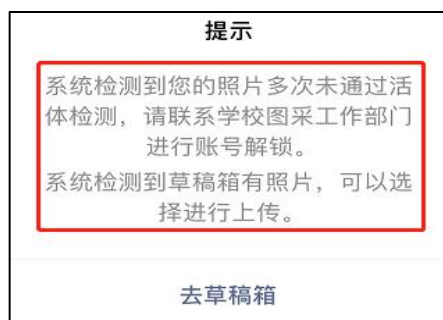 提示
系统检测到您的照片多次未通过活
体检测，请联系学校图采工作部门
进行账号解锁。
系统检测到草稿箱有照片，可以选
择进行上传。
去草稿箱